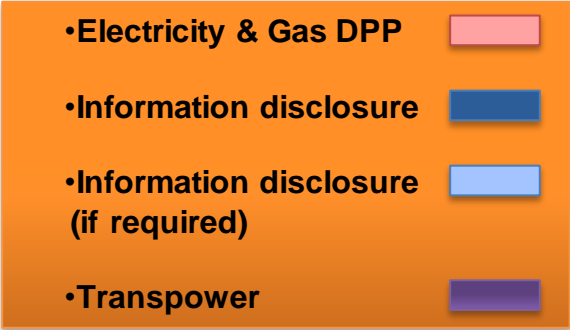 •Electricity & Gas DPP
•Information disclosure
•Information disclosure
(if required)
•Transpower